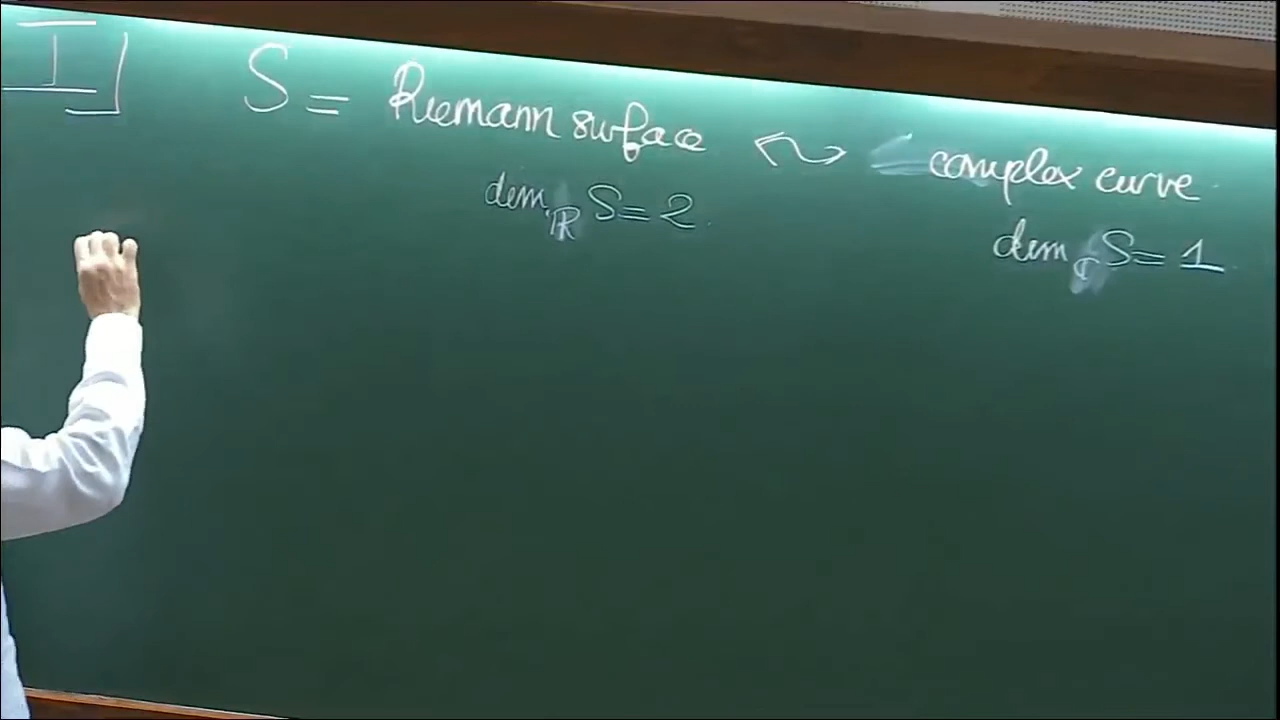 I] S = Riemann surface ↭ complex curve
dim_ℝ S = 2. dim_ℂ S = 1.